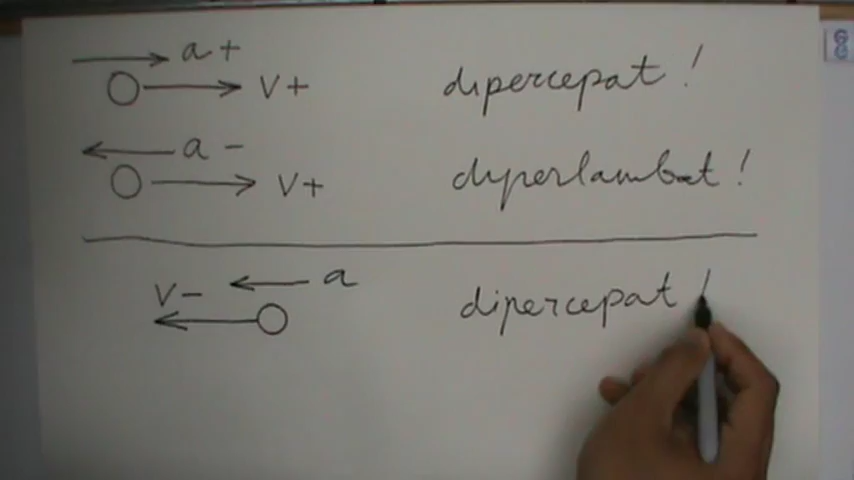 a +
V +
dipercepat !
a -
V +
diperlambat !
a
V -
dipercepat !